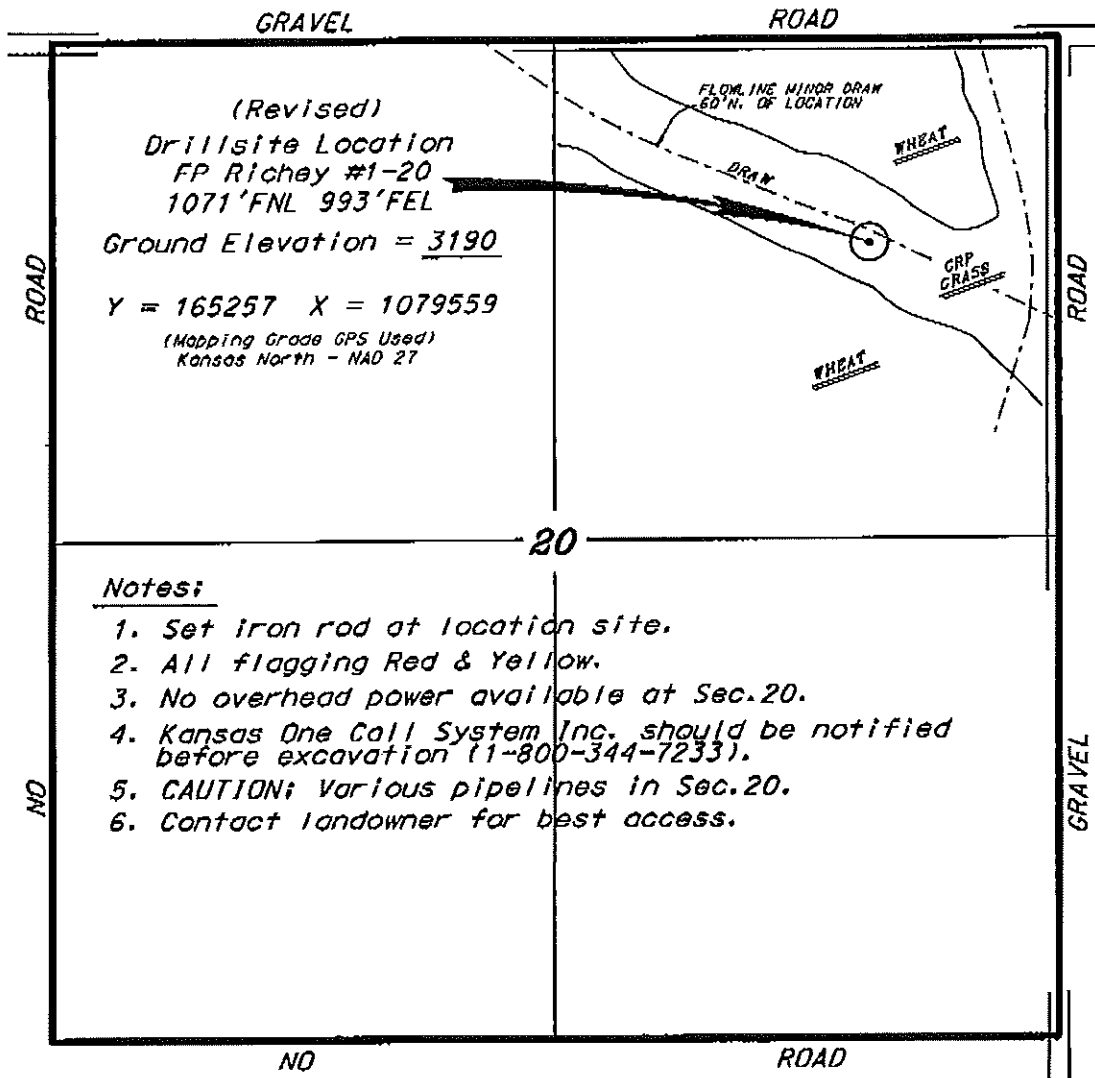 GRAVEL ROAD
(Revised)
Drillsite Location
FP Richey #1-20
1071'FNL 993'FEL
Ground Elevation = 3190
Y = 165257 X = 1079559
(Mapping Grade GPS Used)
Kansas North - NAD 27
FLOWLINE MINOR DRAW
60'N. OF LOCATION
WHEAT
DRAW
CRP
GRASS
WHEAT
ROAD
ROAD
20
Notes:
1. Set iron rod at location site.
2. All flagging Red & Yellow.
3. No overhead power available at Sec.20.
4. Kansas One Call System Inc. should be notified
before excavation (1-800-344-7233).
5. CAUTION: Various pipelines in Sec.20.
6. Contact landowner for best access.
NO
GRAVEL
NO ROAD